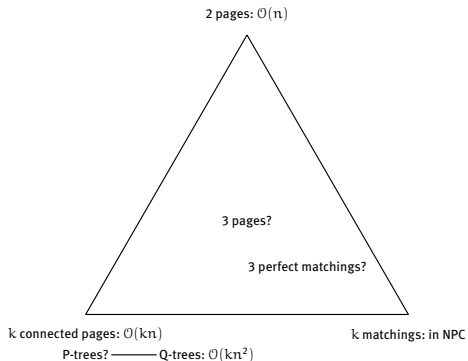 2 pages: 𝒪(n)
3 pages?
3 perfect matchings?
k connected pages: 𝒪(kn)
k matchings: in NPC
P-trees? Q-trees: 𝒪(kn²)